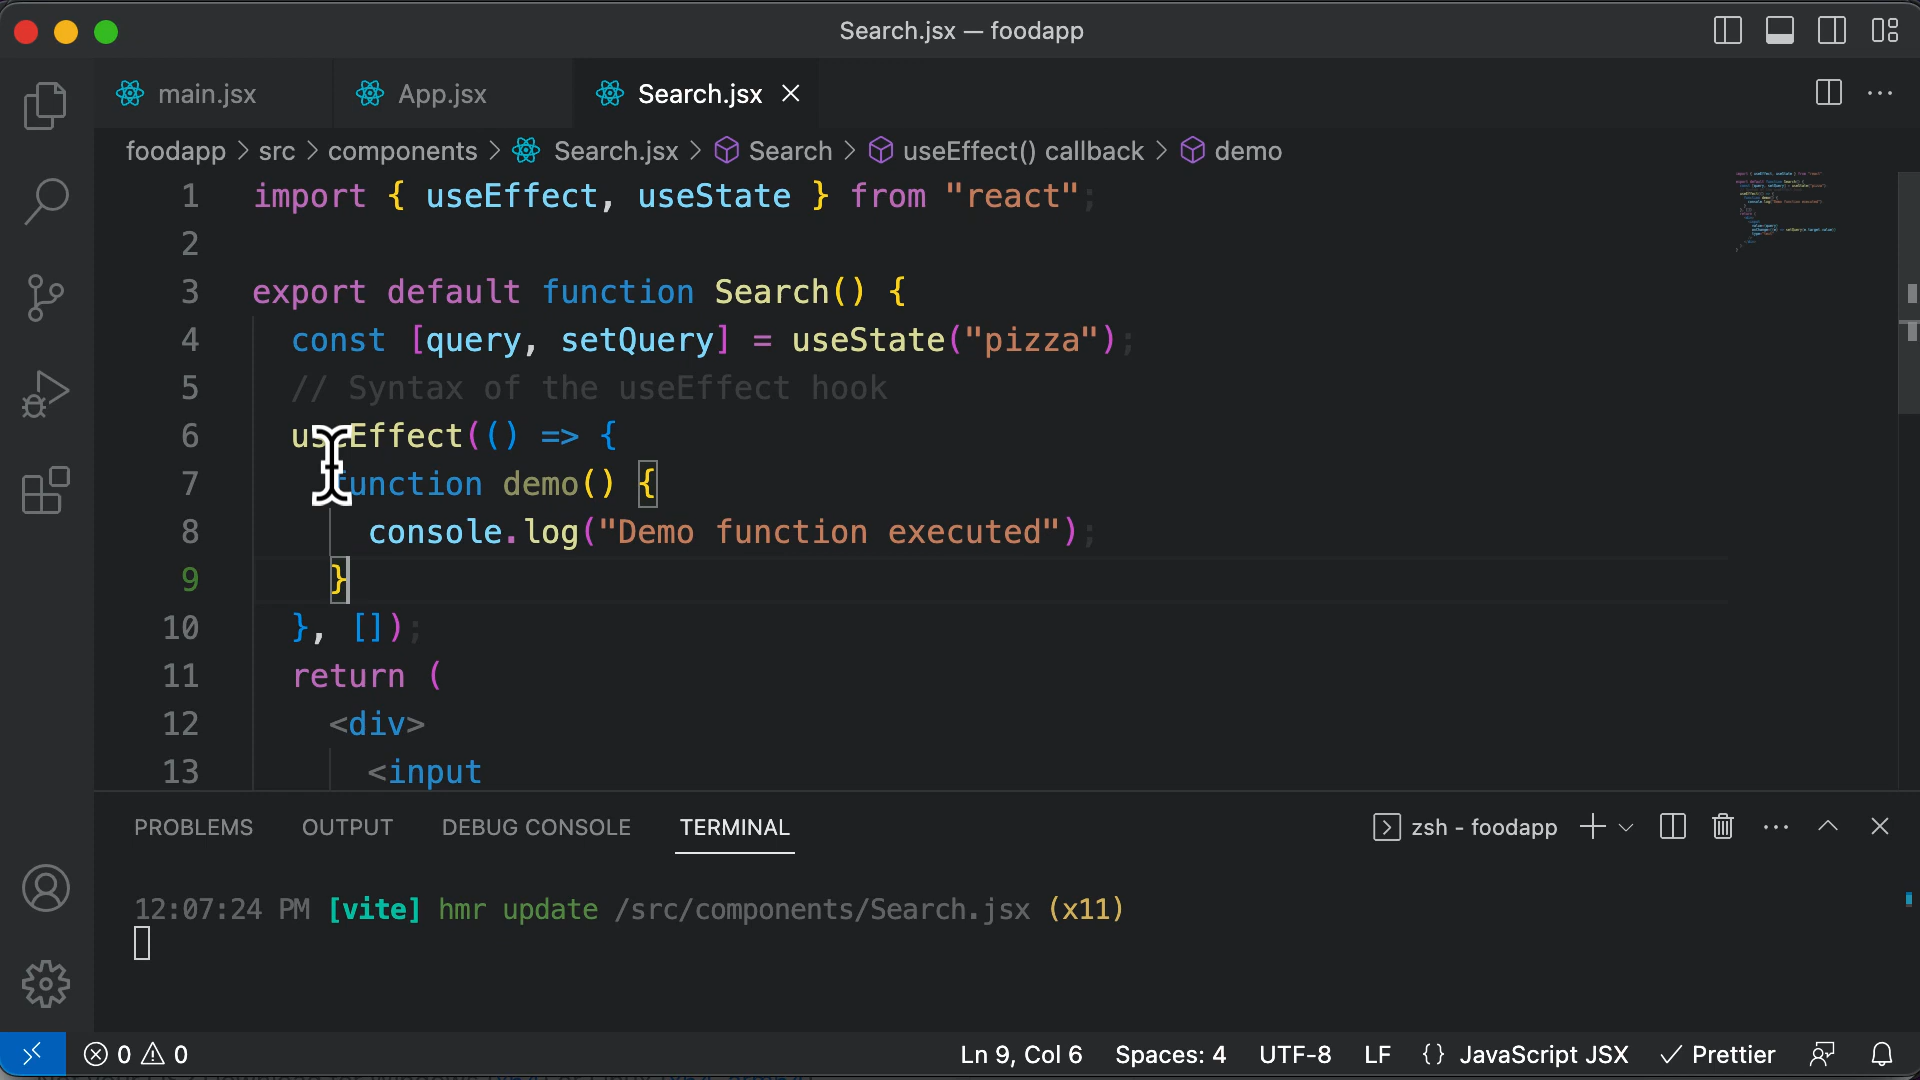 Search.jsx — foodapp
main.jsx App.jsx Search.jsx
foodapp > src > components > Search.jsx > Search > useEffect() callback > demo
1 import { useEffect, useState } from "react";
2
3 export default function Search() {
4 const [query, setQuery] = useState("pizza");
5 // Syntax of the useEffect hook
6 useEffect(() => {
7 function demo() {
8 console.log("Demo function executed");
9 }
10 }, []);
11 return (
12 <div>
13 <input
PROBLEMS OUTPUT DEBUG CONSOLE TERMINAL zsh - foodapp
12:07:24 PM [vite] hmr update /src/components/Search.jsx (x11)
0 0 Ln 9, Col 6 Spaces: 4 UTF-8 LF {} JavaScript JSX Prettier